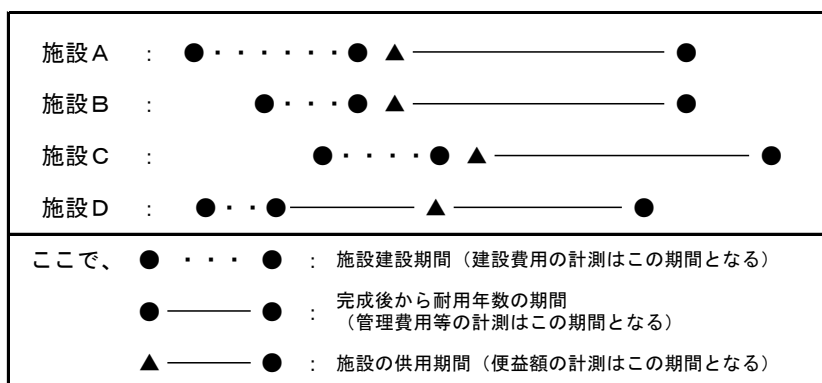 施設A : ●・・・・・・● ▲────────●
施設B : ●・・・● ▲────────●
施設C : ●・・・・● ▲────────●
施設D : ●・・●────▲─────●
ここで、 ●・・・● : 施設建設期間（建設費用の計測はこの期間となる）
●───● : 完成後から耐用年数の期間
（管理費用等の計測はこの期間となる）
▲───● : 施設の供用期間（便益額の計測はこの期間となる）